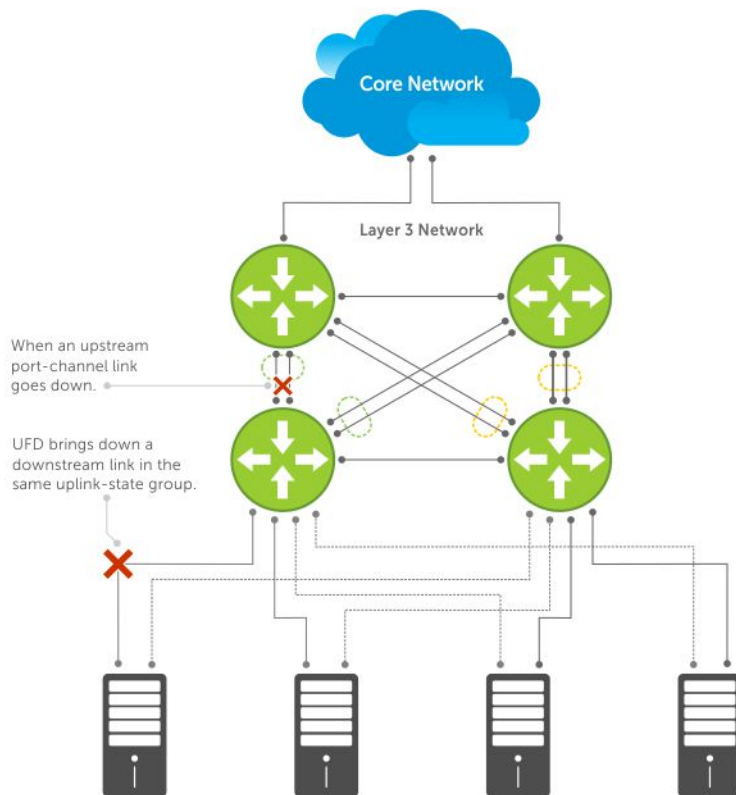 Core Network
Layer 3 Network
When an upstream
port-channel link
goes down.
UFD brings down a
downstream link in the
same uplink-state group.